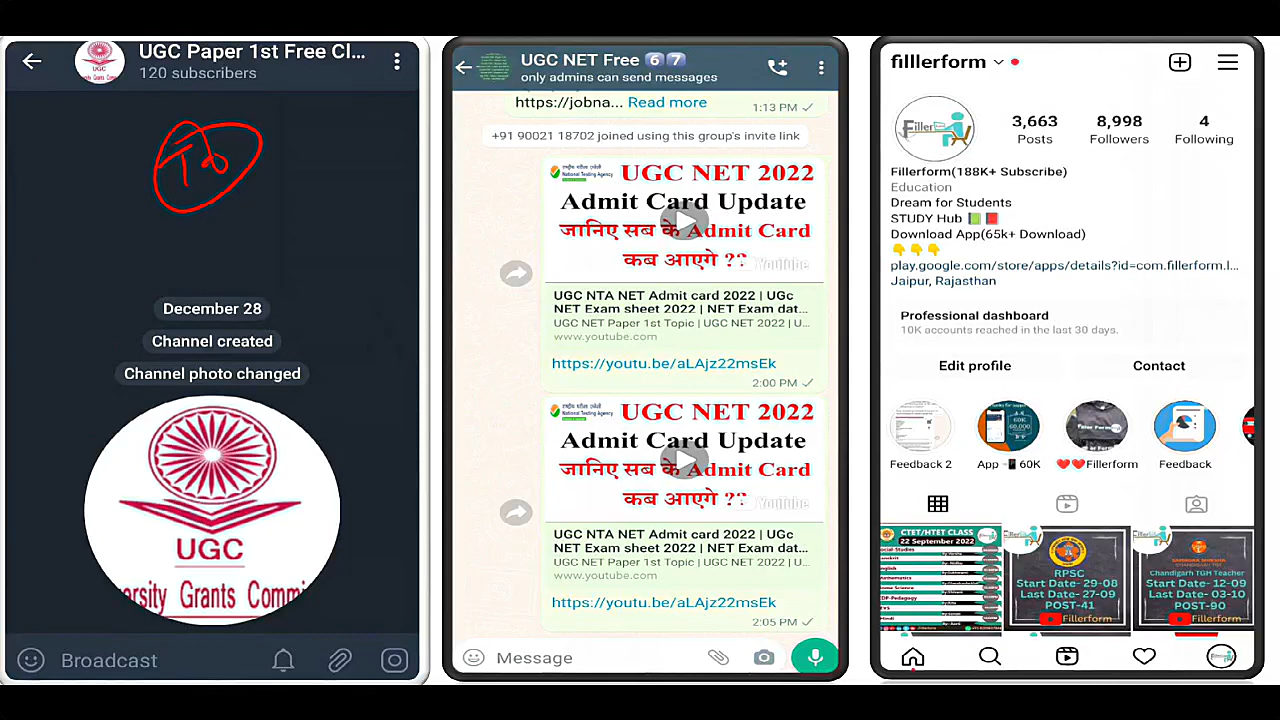 UGC Paper 1st Free Cl...
120 subscribers
December 28
Channel created
Channel photo changed
UGC
Broadcast
UGC NET Free 6 7
only admins can send messages
https://jobna... Read more
1:13 PM
+91 90021 18702 joined using this group's invite link
राष्ट्रीय परीक्षा एजेंसी
National Testing Agency
UGC NET 2022
Admit Card Update
जानिए सब के Admit Card
कब आएगे ??
Youtube
UGC NTA NET Admit card 2022 | UGc
NET Exam sheet 2022 | NET Exam dat...
UGC NET Paper 1st Topic | UGC NET 2022 | U...
www.youtube.com
https://youtu.be/aLAjz22msEk
2:00 PM
राष्ट्रीय परीक्षा एजेंसी
National Testing Agency
UGC NET 2022
Admit Card Update
जानिए सब के Admit Card
कब आएगे ??
Youtube
UGC NTA NET Admit card 2022 | UGc
NET Exam sheet 2022 | NET Exam dat...
UGC NET Paper 1st Topic | UGC NET 2022 | U...
www.youtube.com
https://youtu.be/aLAjz22msEk
2:05 PM
Message
filllerform
Filler
3,663 8,998 4
Posts Followers Following
Fillerform(188K+ Subscribe)
Education
Dream for Students
STUDY Hub
Download App(65k+ Download)
play.google.com/store/apps/details?id=com.fillerform.l...
Jaipur, Rajasthan
Professional dashboard
10K accounts reached in the last 30 days.
Edit profile Contact
Feedback 2 App 60K Fillerform Feedback
CTET/HTET CLASS
22 September 2022
RPSC
Start Date- 29-08
Last Date- 27-09
POST-41
Fillerform
Chandigarh TGH Teacher
Start Date- 12-09
Last Date- 03-10
POST-90
Fillerform